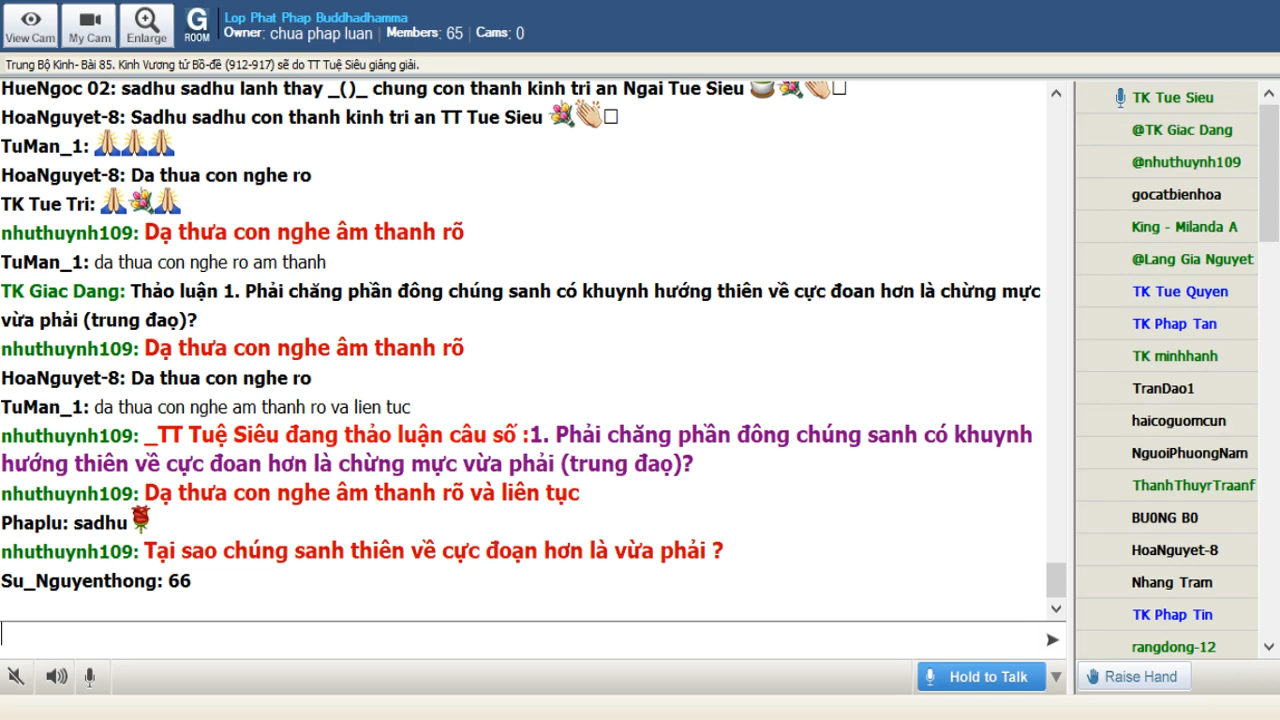 View Cam
My Cam
Enlarge
G
ROOM
Lop Phat Phap Buddhadhamma
Owner: chua phap luan | Members: 65 | Cams: 0
Trung Bộ Kinh- Bài 85. Kinh Vương tử Bồ-đề (912-917) sẽ do TT Tuệ Siêu giảng giải.
HueNgoc 02: sadhu sadhu lanh thay _()_ chung con thanh kinh tri an Ngai Tue Sieu
HoaNguyet-8: Sadhu sadhu con thanh kinh tri an TT Tue Sieu
TuMan_1:
HoaNguyet-8: Da thua con nghe ro
TK Tue Tri:
nhuthuynh109: Dạ thưa con nghe âm thanh rõ
TuMan_1: da thua con nghe ro am thanh
TK Giac Dang: Thảo luận 1. Phải chăng phần đông chúng sanh có khuynh hướng thiên về cực đoan hơn là chừng mực
vừa phải (trung đaọ)?
nhuthuynh109: Dạ thưa con nghe âm thanh rõ
HoaNguyet-8: Da thua con nghe ro
TuMan_1: da thua con nghe am thanh ro va lien tuc
nhuthuynh109: _TT Tuệ Siêu đang thảo luận câu số :1. Phải chăng phần đông chúng sanh có khuynh
hướng thiên về cực đoan hơn là chừng mực vừa phải (trung đaọ)?
nhuthuynh109: Dạ thưa con nghe âm thanh rõ và liên tục
Phaplu: sadhu
nhuthuynh109: Tại sao chúng sanh thiên về cực đoạn hơn là vừa phải ?
Su_Nguyenthong: 66
TK Tue Sieu
@TK Giac Dang
@nhuthuynh109
gocatbienhoa
King - Milanda A
@Lang Gia Nguyet
TK Tue Quyen
TK Phap Tan
TK minhhanh
TranDao1
haicoguomcun
NguoiPhuongNam
ThanhThuyrTraanf
BU0NG B0
HoaNguyet-8
Nhang Tram
TK Phap Tin
rangdong-12
Hold to Talk
Raise Hand